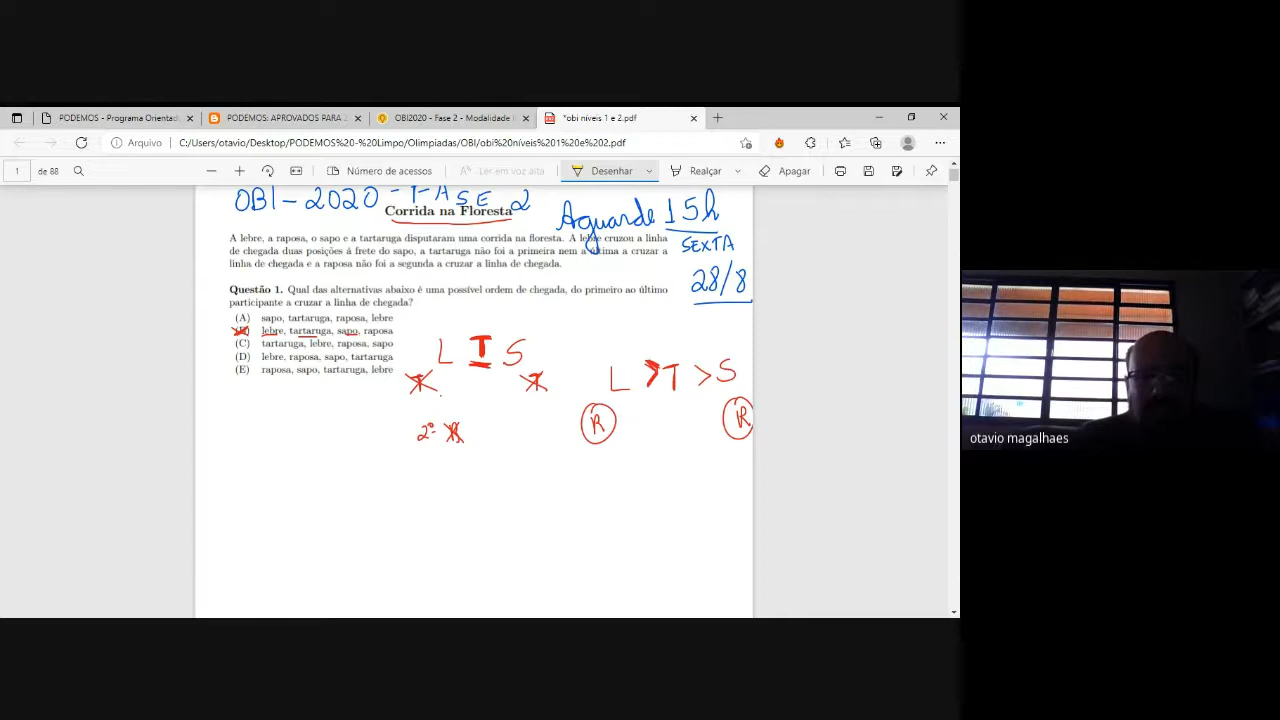 PODEMOS - Programa Orientad
PODEMOS: APROVADOS PARA 2
OBI2020 - Fase 2 - Modalidade I
*obi níveis 1 e 2.pdf
Arquivo C:/Users/otavio/Desktop/PODEMOS%20-%20Limpo/Olimpiadas/OBI/obi%20níveis%201%20e%202.pdf
1 de 88 Número de acessos Ler em voz alta Desenhar Realçar Apagar
OBI-2020 - FASE 2
Corrida na Floresta
Aguarde 15h
SEXTA
28/8
A lebre, a raposa, o sapo e a tartaruga disputaram uma corrida na floresta. A lebre cruzou a linha
de chegada duas posições á frete do sapo, a tartaruga não foi a primeira nem a última a cruzar a
linha de chegada e a raposa não foi a segunda a cruzar a linha de chegada.
Questão 1. Qual das alternativas abaixo é uma possível ordem de chegada, do primeiro ao último
participante a cruzar a linha de chegada?
(A) sapo, tartaruga, raposa, lebre
(B) lebre, tartaruga, sapo, raposa
(C) tartaruga, lebre, raposa, sapo
(D) lebre, raposa, sapo, tartaruga
(E) raposa, sapo, tartaruga, lebre
L T S
T T
L > T > S
2º- R
R R
otavio magalhaes